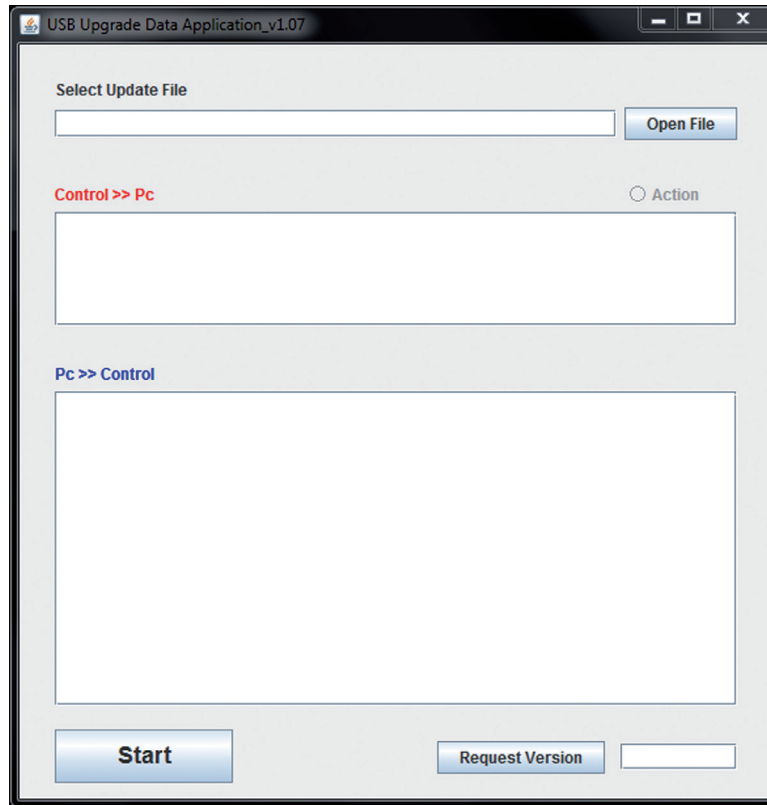 USB Upgrade Data Application_v1.07
Select Update File
Open File
Control >> Pc
Action
Pc >> Control
Start
Request Version